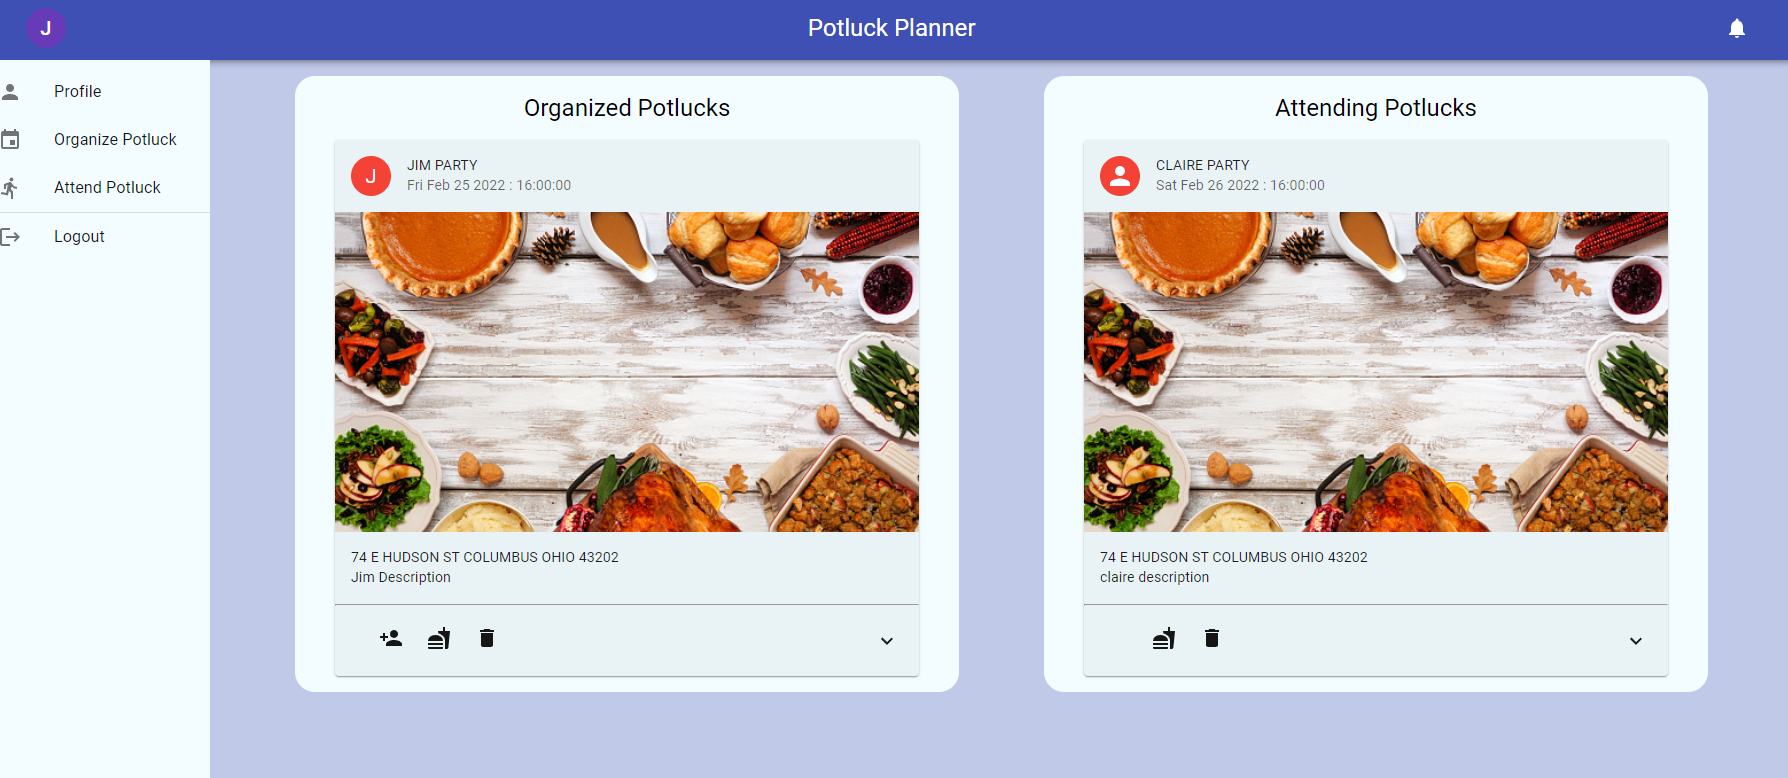 J
Potluck Planner
Profile
Organize Potluck
Attend Potluck
Logout
Organized Potlucks
J
JIM PARTY
Fri Feb 25 2022 : 16:00:00
74 E HUDSON ST COLUMBUS OHIO 43202
Jim Description
Attending Potlucks
CLAIRE PARTY
Sat Feb 26 2022 : 16:00:00
74 E HUDSON ST COLUMBUS OHIO 43202
claire description